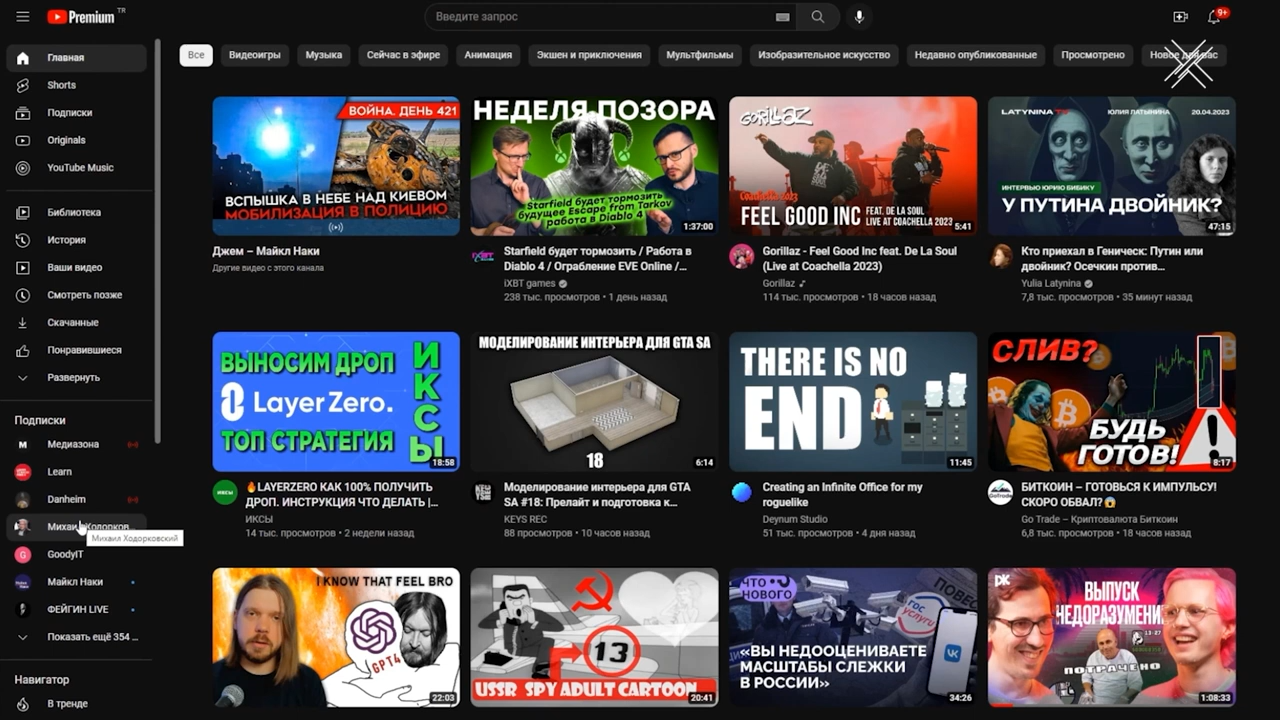 Premium TR
Введите запрос
9+
Главная
Shorts
Подписки
Originals
YouTube Music
Библиотека
История
Ваши видео
Смотреть позже
Скачанные
Понравившиеся
Развернуть
Подписки
Медиазона
Learn
Danheim
Михаил Ходорков...
Михаил Ходорковский
GoodyIT
Майкл Наки
ФЕЙГИН LIVE
Показать ещё 354 ...
Навигатор
В тренде
Все
Видеоигры
Музыка
Сейчас в эфире
Анимация
Экшен и приключения
Мультфильмы
Изобразительное искусство
Недавно опубликованные
Просмотрено
Новое для вас
ВОЙНА. ДЕНЬ 421
ВСПЫШКА В НЕБЕ НАД КИЕВОМ
МОБИЛИЗАЦИЯ В ПОЛИЦИЮ
Джем – Майкл Наки
Другие видео с этого канала
НЕДЕЛЯ ПОЗОРА
Starfield будет тормозить
будущее Escape from Tarkov
работа в Diablo 4
1:37:00
Starfield будет тормозить / Работа в
Diablo 4 / Ограбление EVE Online /...
iXBT games
238 тыс. просмотров • 1 день назад
GORILLAZ
Coachella 2023
FEEL GOOD INC FEAT. DE LA SOUL
LIVE AT COACHELLA 2023
5:41
Gorillaz - Feel Good Inc feat. De La Soul
(Live at Coachella 2023)
Gorillaz
114 тыс. просмотров • 18 часов назад
LATYNINA TV
ЮЛИЯ ЛАТЫНИНА
20.04.2023
ИНТЕРВЬЮ ЮРИЮ БИБИКУ
У ПУТИНА ДВОЙНИК?
47:15
Кто приехал в Геническ: Путин или
двойник? Осечкин против...
Yulia Latynina
7,8 тыс. просмотров • 35 минут назад
ВЫНОСИМ ДРОП
LayerZero.
ТОП СТРАТЕГИЯ
ИКСЫ
18:58
🔥LAYERZERO КАК 100% ПОЛУЧИТЬ
ДРОП. ИНСТРУКЦИЯ ЧТО ДЕЛАТЬ |...
ИКСЫ
14 тыс. просмотров • 2 недели назад
МОДЕЛИРОВАНИЕ ИНТЕРЬЕРА ДЛЯ GTA SA
18
6:14
Моделирование интерьера для GTA
SA #18: Прелайт и подготовка к...
KEYS REC
88 просмотров • 10 часов назад
THERE IS NO
END
11:45
Creating an Infinite Office for my
roguelike
Deynum Studio
51 тыс. просмотров • 4 дня назад
СЛИВ?
БУДЬ
ГОТОВ!
8:17
БИТКОИН – ГОТОВЬСЯ К ИМПУЛЬСУ!
СКОРО ОБВАЛ?😱
Go Trade – Криптовалюта Биткоин
6,8 тыс. просмотров • 18 часов назад
I KNOW THAT FEEL BRO
GPT4
22:03
13
USSR SPY ADULT CARTOON
20:41
ЧТО
НОВОГО
ГОСУСЛУГИ
«ВЫ НЕДООЦЕНИВАЕТЕ
МАСШТАБЫ СЛЕЖКИ
В РОССИИ»
34:26
ВЫПУСК
НЕДОРАЗУМЕНИ
ПОТРАЧЕНО
1:08:33